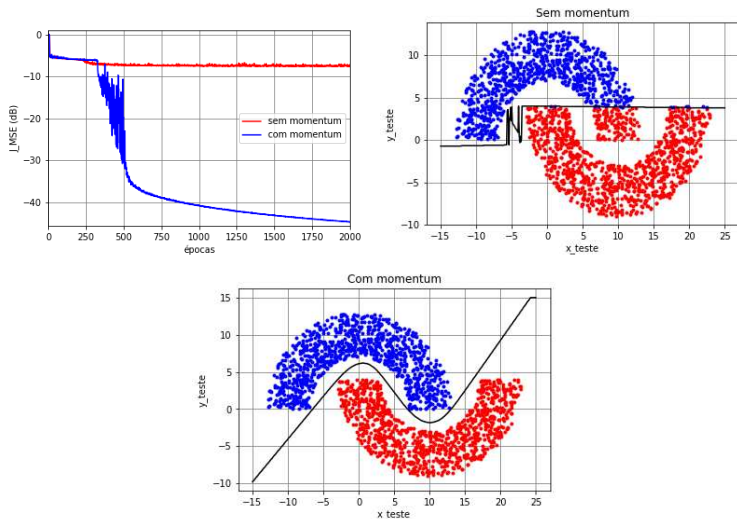 0
−10
−20
−30
−40
J_MSE (dB)
sem momentum
com momentum
0 250 500 750 1000 1250 1500 1750 2000
épocas
Sem momentum
10
5
0
−5
−10
y_teste
−15 −10 −5 0 5 10 15 20 25
x_teste
Com momentum
15
10
5
0
−5
−10
y_teste
−15 −10 −5 0 5 10 15 20 25
x_teste